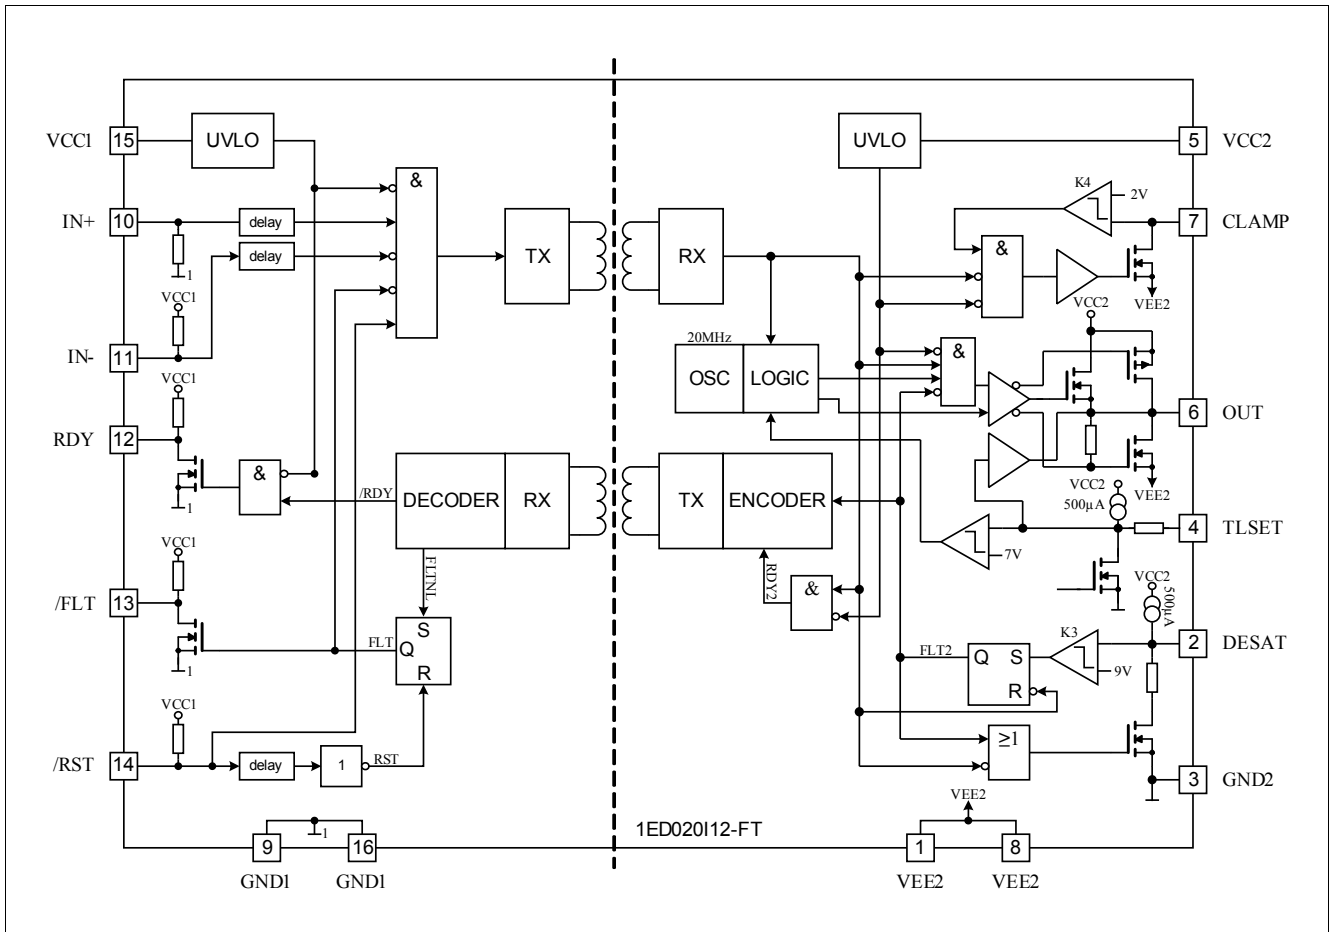 VCC1 15 UVLO UVLO 5 VCC2
& K4 2V
IN+ 10 delay 7 CLAMP
delay TX RX &
1
VCC1 VEE2
VCC2
20MHz &
IN- 11 OSC LOGIC
VCC1
RDY 12 6 OUT
& /RDY DECODER RX TX ENCODER VCC2 VEE2
500µA
1
4 TLSET
7V
VCC1 FLTNL RDY2 & VCC2
500µA
/FLT 13
S K3
FLT Q FLT2 Q S 2 DESAT
1 R R 9V
VCC1
≥1
/RST 14 delay 1 RST 3 GND2
VEE2
1 1ED020I12-FT
9 16 1 8
GND1 GND1 VEE2 VEE2